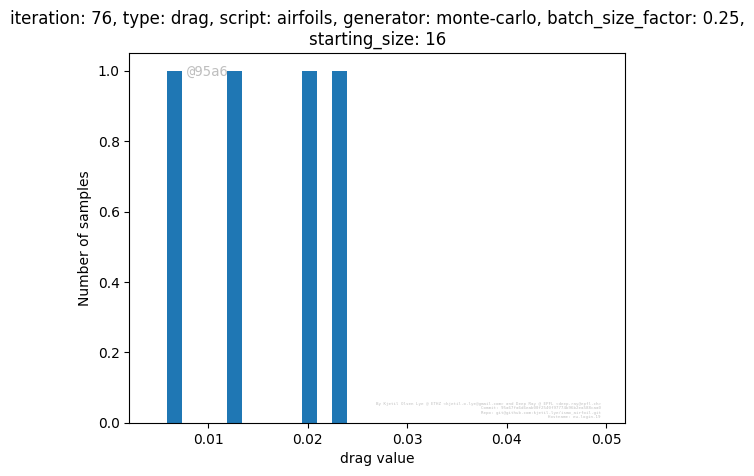 iteration: 76, type: drag, script: airfoils, generator: monte-carlo, batch_size_factor: 0.25,
starting_size: 16
@95a6
1.0
0.8
0.6
0.4
0.2
0.0
Number of samples
0.01
0.02
0.03
0.04
0.05
drag value